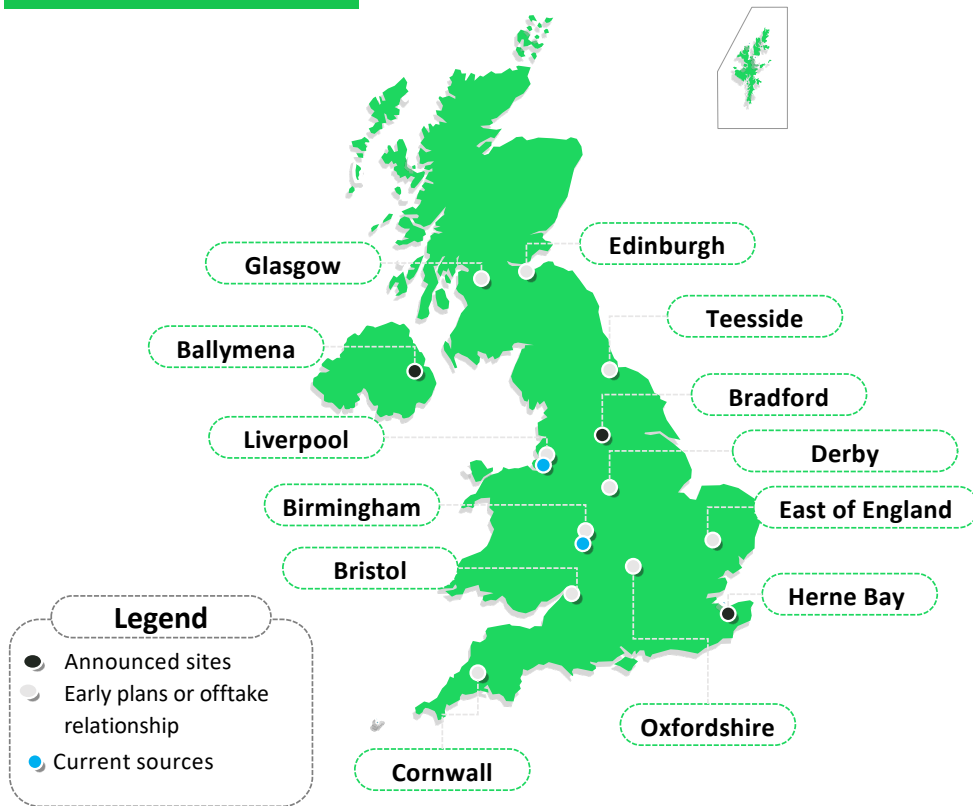 Edinburgh
Glasgow
Teesside
Ballymena
Bradford
Liverpool
Derby
Birmingham
East of England
Bristol
Herne Bay
Legend
Announced sites
Early plans or offtake
relationship
Current sources
Oxfordshire
Cornwall